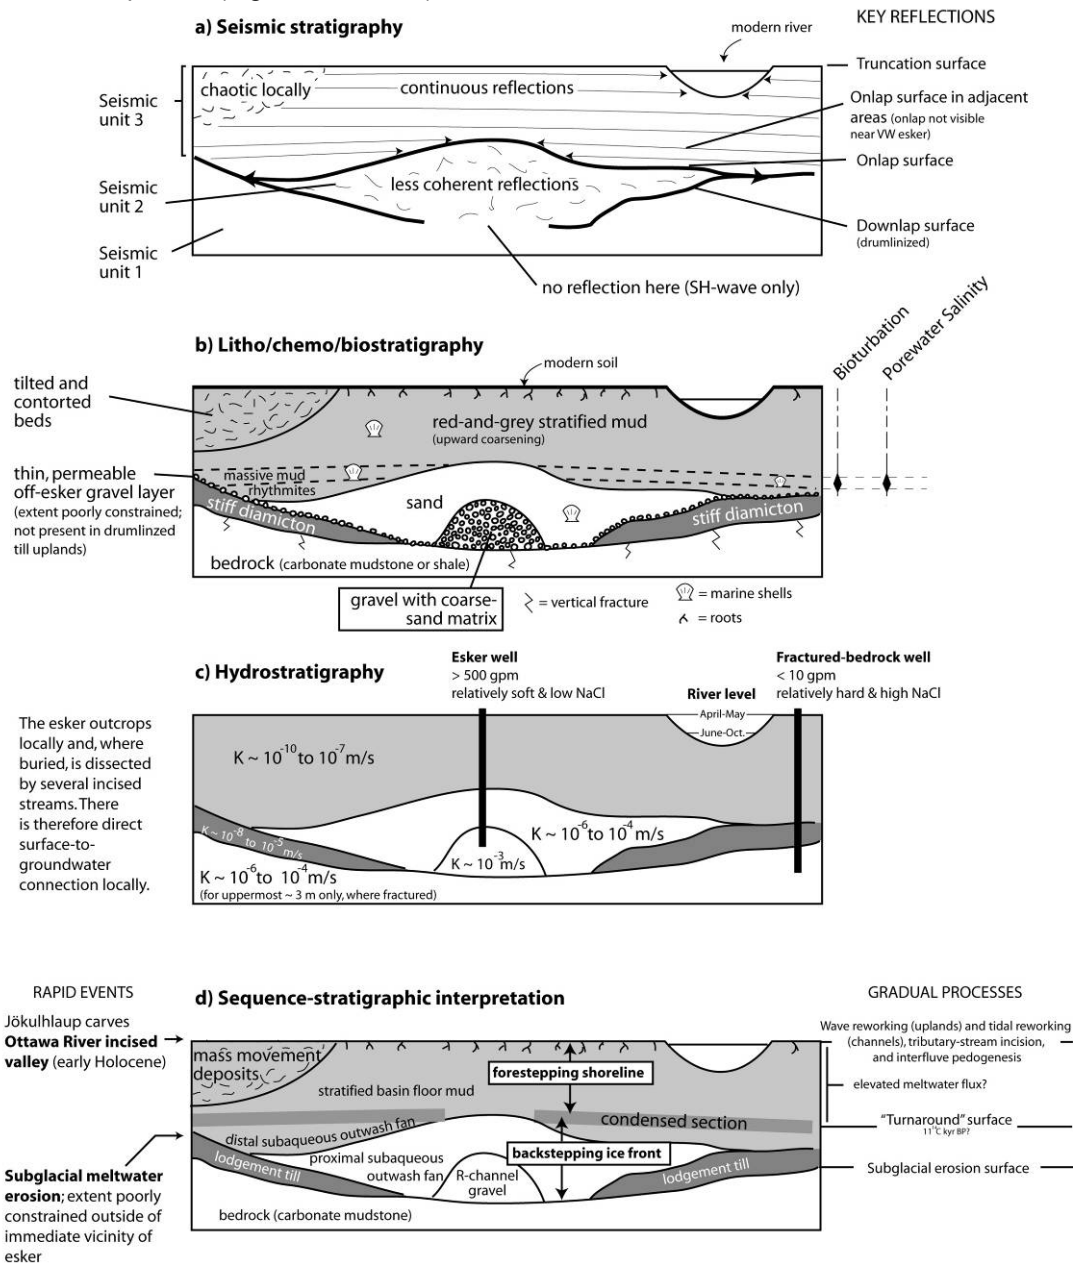 KEY REFLECTIONS
a) Seismic stratigraphy
modern river
Truncation surface
chaotic locally
continuous reflections
Seismic
unit 3
Onlap surface in adjacent
areas (onlap not visible
near VW esker)
Onlap surface
Seismic
unit 2
less coherent reflections
Downlap surface
(drumlinized)
Seismic
unit 1
no reflection here (SH-wave only)
b) Litho/chemo/biostratigraphy
modern soil
Bioturbation
Porewater Salinity
tilted and
contorted
beds
red-and-grey stratified mud
(upward coarsening)
thin, permeable
off-esker gravel layer
(extent poorly constrained;
not present in drumlinzed
till uplands)
massive mud
rhythmites
sand
stiff diamicton
stiff diamicton
bedrock (carbonate mudstone or shale)
gravel with coarse-
sand matrix
= vertical fracture
= marine shells
= roots
c) Hydrostratigraphy
Esker well
> 500 gpm
relatively soft & low NaCl
Fractured-bedrock well
< 10 gpm
relatively hard & high NaCl
River level
April-May
June-Oct.
The esker outcrops
locally and, where
buried, is dissected
by several incised
streams. There
is therefore direct
surface-to-
groundwater
connection locally.
K ~ 10^-10 to 10^-7 m/s
K ~ 10^-8 to 10^-5 m/s
K ~ 10^-6 to 10^-4 m/s
K ~ 10^-3 m/s
K ~ 10^-6 to 10^-4 m/s
(for uppermost ~ 3 m only, where fractured)
RAPID EVENTS
d) Sequence-stratigraphic interpretation
GRADUAL PROCESSES
Jökulhlaup carves
Ottawa River incised
valley (early Holocene)
Wave reworking (uplands) and tidal reworking
(channels), tributary-stream incision,
and interfluve pedogenesis
mass movement
deposits
forestepping shoreline
stratified basin floor mud
elevated meltwater flux?
condensed section
"Turnaround" surface
11 14C kyr BP?
distal subaqueous outwash fan
backstepping ice front
lodgement till
proximal subaqueous
outwash fan
R-channel
gravel
lodgement till
Subglacial erosion surface
Subglacial meltwater
erosion; extent poorly
constrained outside of
immediate vicinity of
esker
bedrock (carbonate mudstone)